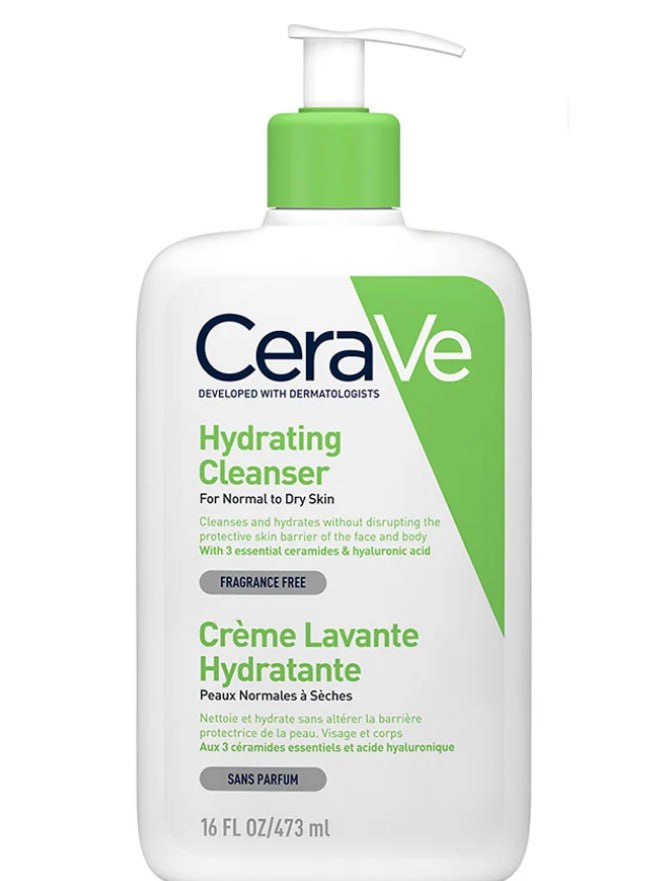 CeraVe
DEVELOPED WITH DERMATOLOGISTS
Hydrating
Cleanser
For Normal to Dry Skin
Cleanses and hydrates without disrupting the
protective skin barrier of the face and body
With 3 essential ceramides & hyaluronic acid
FRAGRANCE FREE
Crème Lavante
Hydratante
Peaux Normales à Sèches
Nettoie et hydrate sans altérer la barrière
protectrice de la peau. Visage et corps
Aux 3 céramides essentiels et acide hyaluronique
SANS PARFUM
16 FL OZ/473 ml